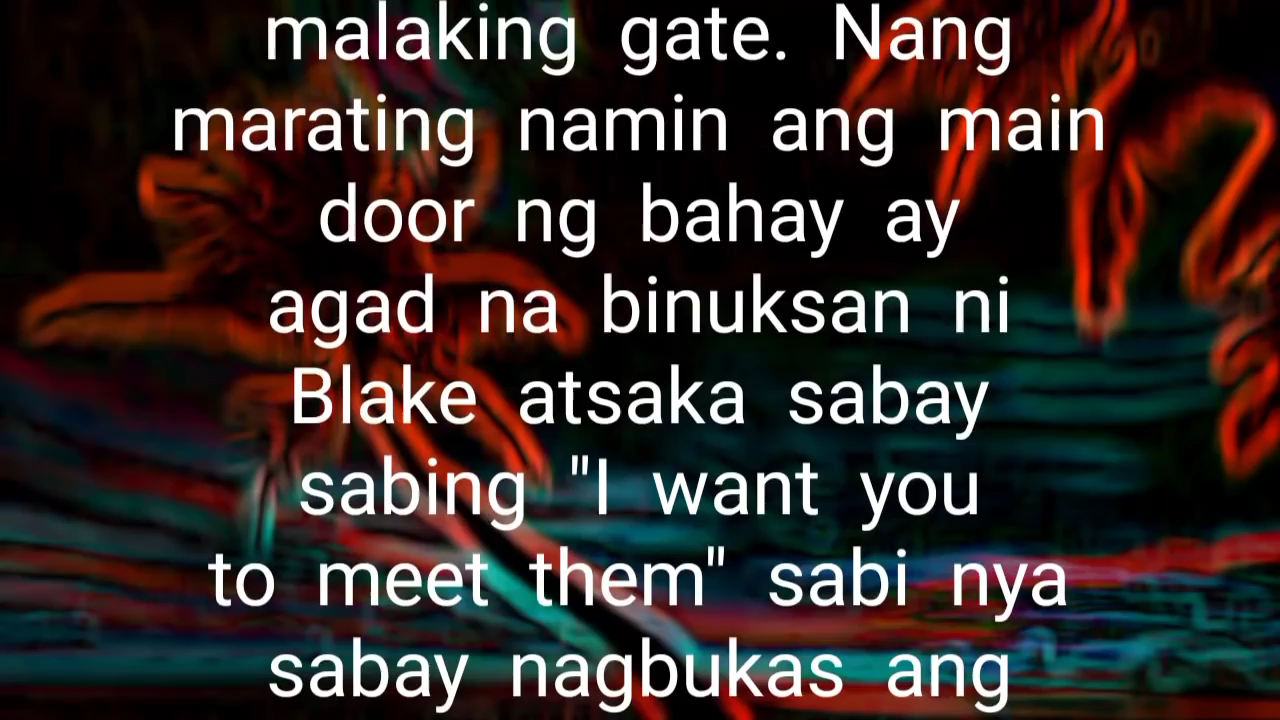 malaking gate. Nang
marating namin ang main
door ng bahay ay
agad na binuksan ni
Blake atsaka sabay
sabing "I want you
to meet them" sabi nya
sabay nagbukas ang